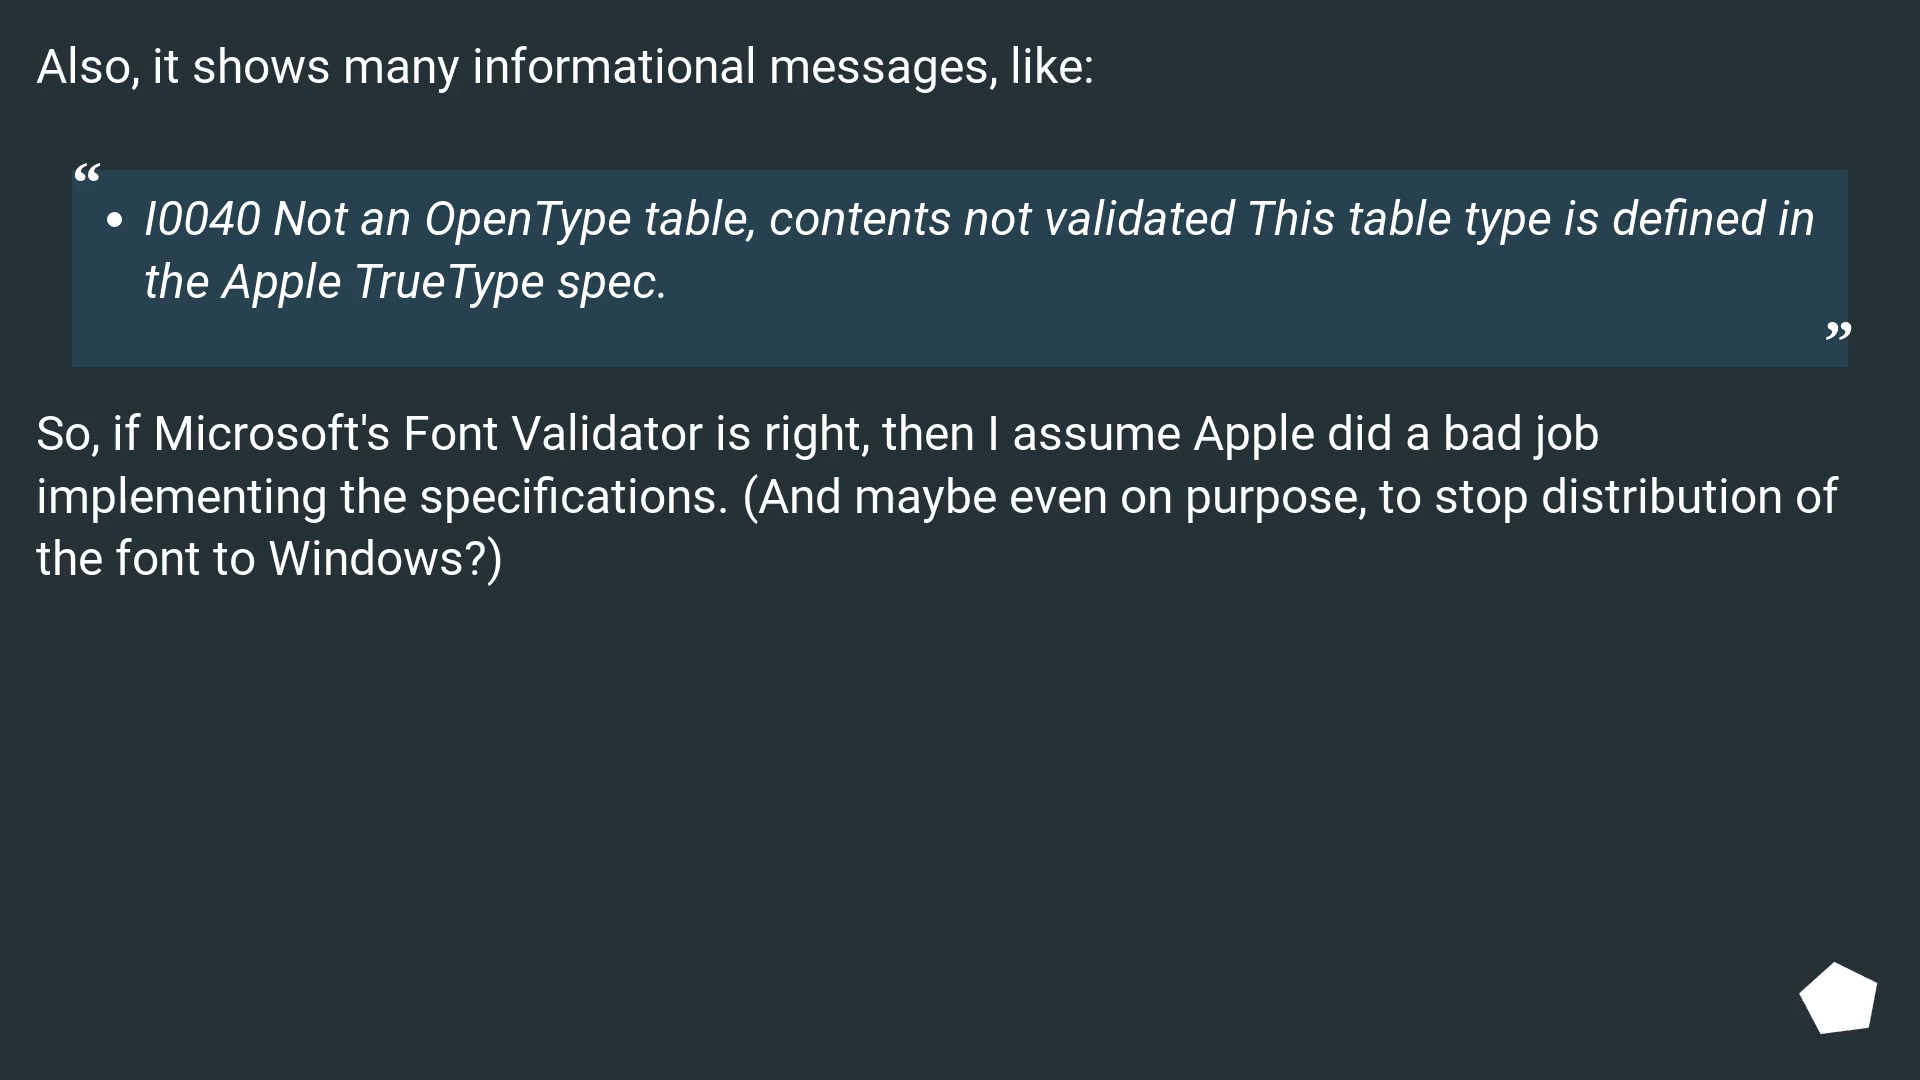 Also, it shows many informational messages, like:
“
• I0040 Not an OpenType table, contents not validated This table type is defined in
the Apple TrueType spec.
”
So, if Microsoft's Font Validator is right, then I assume Apple did a bad job
implementing the specifications. (And maybe even on purpose, to stop distribution of
the font to Windows?)